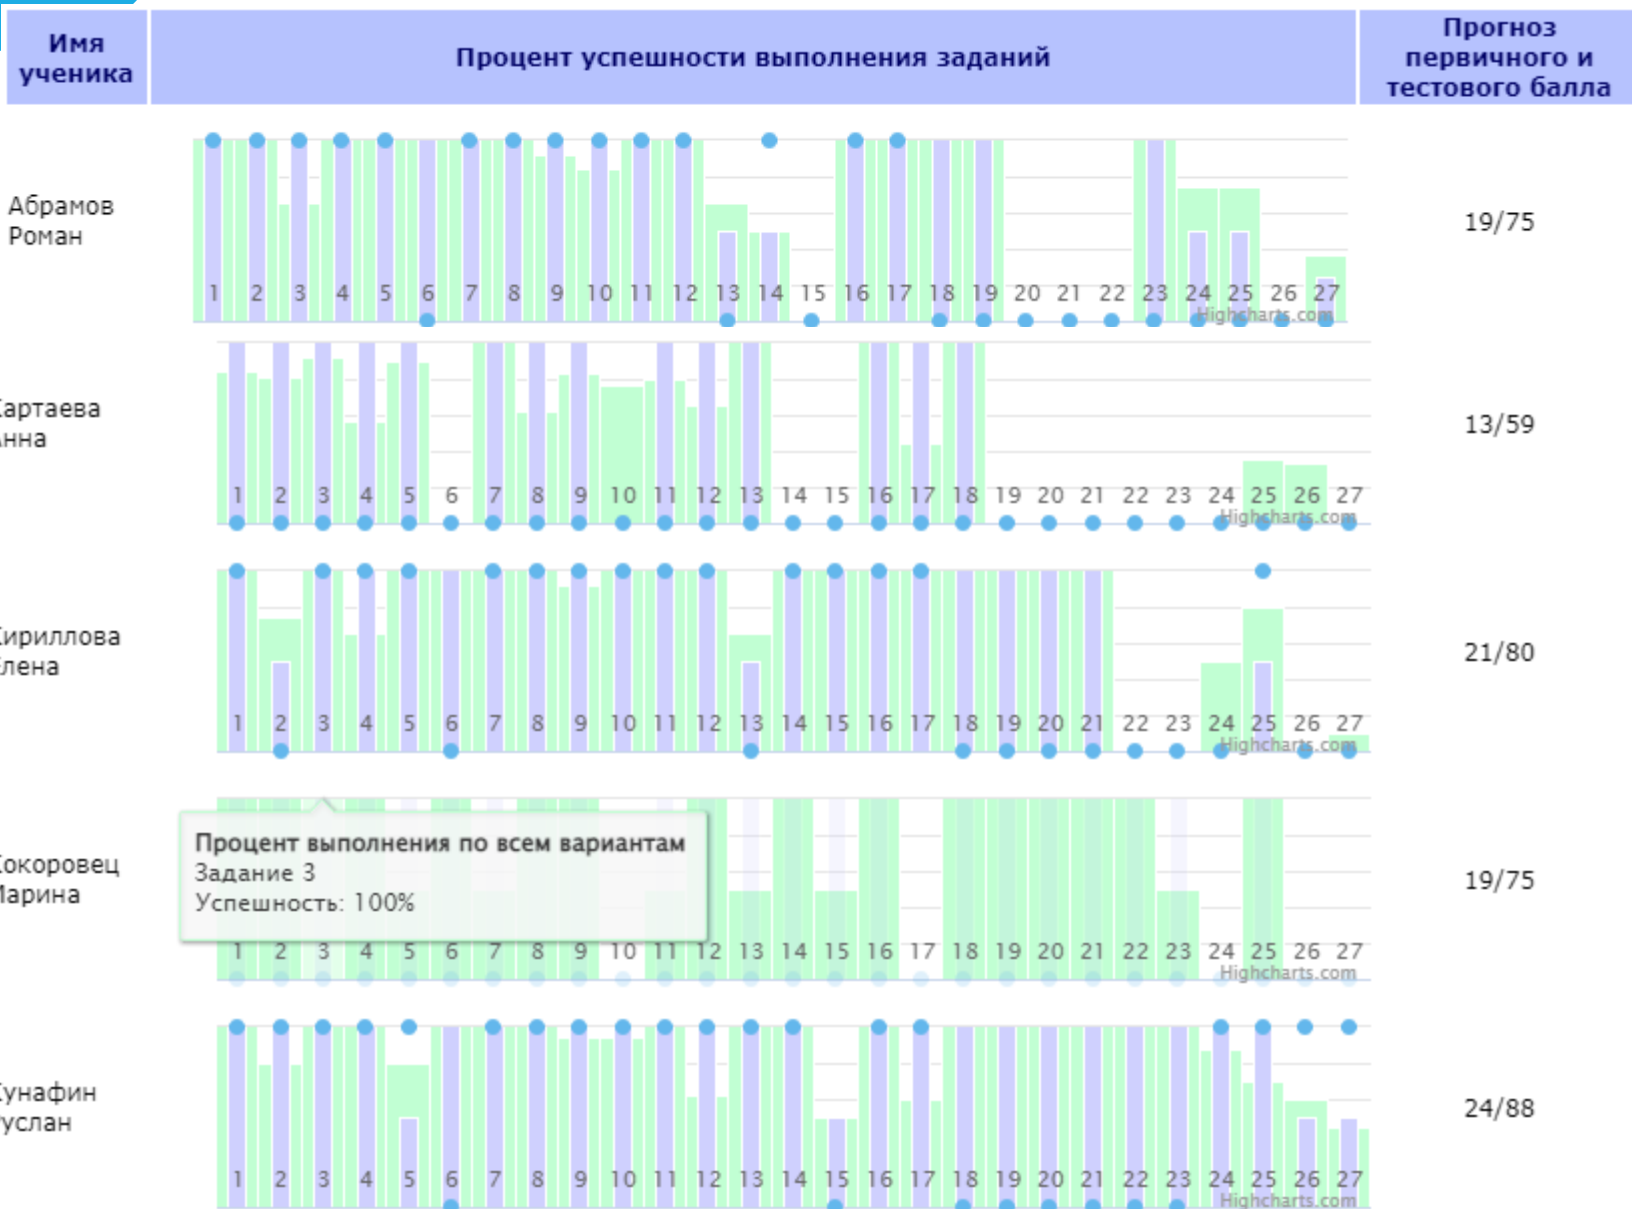 Имя
ученика
Процент успешности выполнения заданий
Прогноз
первичного и
тестового балла
Абрамов
Роман
1 2 3 4 5 6 7 8 9 10 11 12 13 14 15 16 17 18 19 20 21 22 23 24 25 26 27
Highcharts.com
19/75
артаева
нна
1 2 3 4 5 6 7 8 9 10 11 12 13 14 15 16 17 18 19 20 21 22 23 24 25 26 27
Highcharts.com
13/59
ириллова
лена
1 2 3 4 5 6 7 8 9 10 11 12 13 14 15 16 17 18 19 20 21 22 23 24 25 26 27
Highcharts.com
21/80
окоровец
арина
Процент выполнения по всем вариантам
Задание 3
Успешность: 100%
1 2 3 4 5 6 7 8 9 10 11 12 13 14 15 16 17 18 19 20 21 22 23 24 25 26 27
Highcharts.com
19/75
унафин
услан
1 2 3 4 5 6 7 8 9 10 11 12 13 14 15 16 17 18 19 20 21 22 23 24 25 26 27
Highcharts.com
24/88